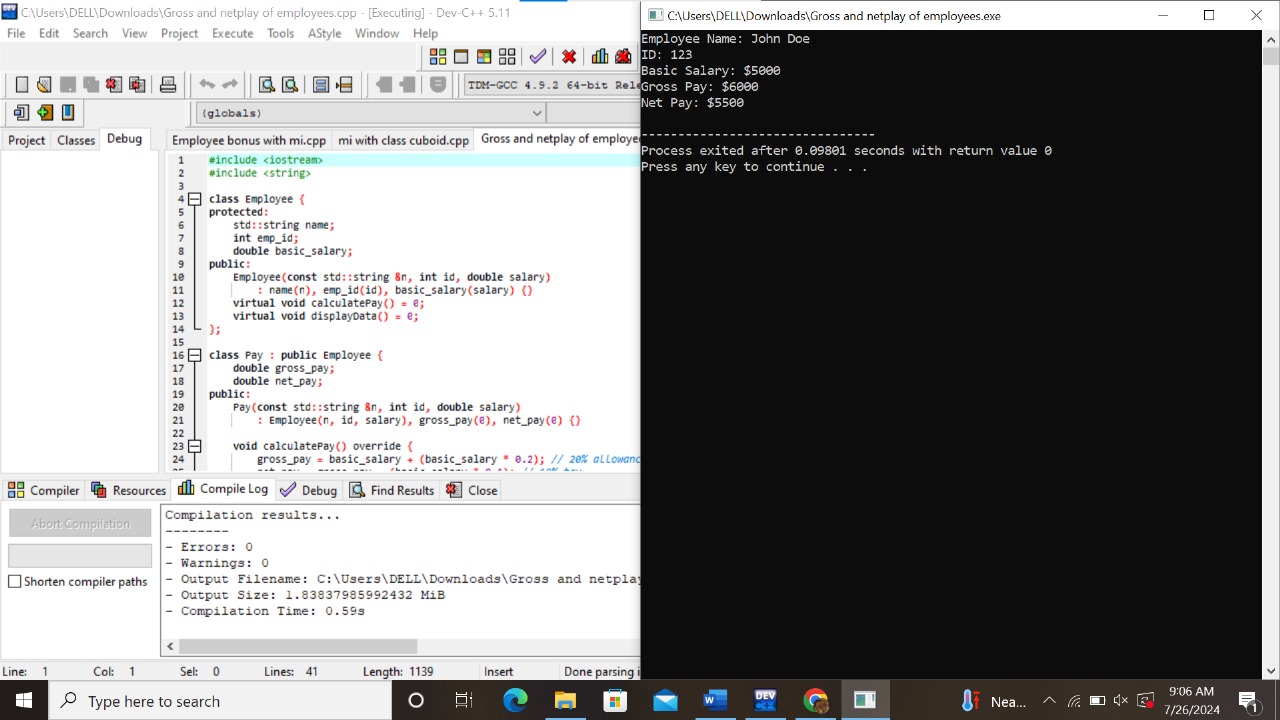 C:\Users\DELL\Downloads\Gross and netplay of employees.cpp - [Executing] - Dev-C++ 5.11
File Edit Search View Project Execute Tools AStyle Window Help
TDM-GCC 4.9.2 64-bit Rele
(globals)
Project Classes Debug
Employee bonus with mi.cpp mi with class cuboid.cpp Gross and netplay of employee
1 #include <iostream>
2 #include <string>
3
4 class Employee {
5 protected:
6 std::string name;
7 int emp_id;
8 double basic_salary;
9 public:
10 Employee(const std::string &n, int id, double salary)
11 : name(n), emp_id(id), basic_salary(salary) {}
12 virtual void calculatePay() = 0;
13 virtual void displayData() = 0;
14 };
15
16 class Pay : public Employee {
17 double gross_pay;
18 double net_pay;
19 public:
20 Pay(const std::string &n, int id, double salary)
21 : Employee(n, id, salary), gross_pay(0), net_pay(0) {}
22
23 void calculatePay() override {
24 gross_pay = basic_salary + (basic_salary * 0.2); // 20% allowanc
Compiler Resources Compile Log Debug Find Results Close
Abort Compilation
Shorten compiler paths
Compilation results...
--------
- Errors: 0
- Warnings: 0
- Output Filename: C:\Users\DELL\Downloads\Gross and netplay
- Output Size: 1.83837985992432 MiB
- Compilation Time: 0.59s
Line: 1 Col: 1 Sel: 0 Lines: 41 Length: 1139 Insert Done parsing i
C:\Users\DELL\Downloads\Gross and netplay of employees.exe
Employee Name: John Doe
ID: 123
Basic Salary: $5000
Gross Pay: $6000
Net Pay: $5500
--------------------------------
Process exited after 0.09801 seconds with return value 0
Press any key to continue . . .
Type here to search
W
DEV
Nea...
9:06 AM
7/26/2024
1